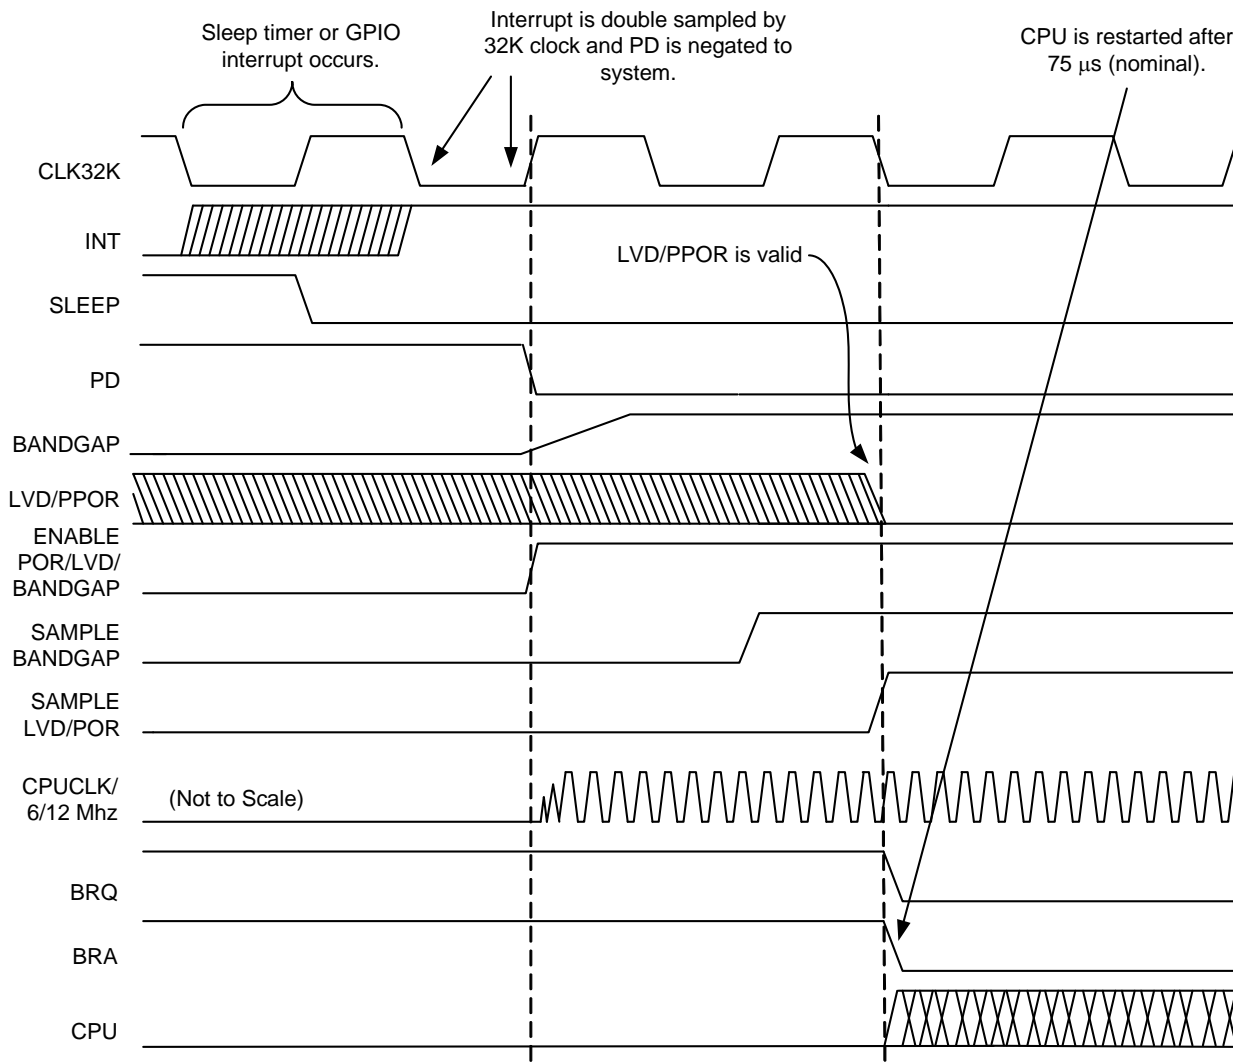 Sleep timer or GPIO
interrupt occurs.
Interrupt is double sampled by
32K clock and PD is negated to
system.
CPU is restarted after
75 μs (nominal).
CLK32K
INT
LVD/PPOR is valid
SLEEP
PD
BANDGAP
LVD/PPOR
ENABLE
POR/LVD/
BANDGAP
SAMPLE
BANDGAP
SAMPLE
LVD/POR
CPUCLK/
6/12 Mhz
(Not to Scale)
BRQ
BRA
CPU